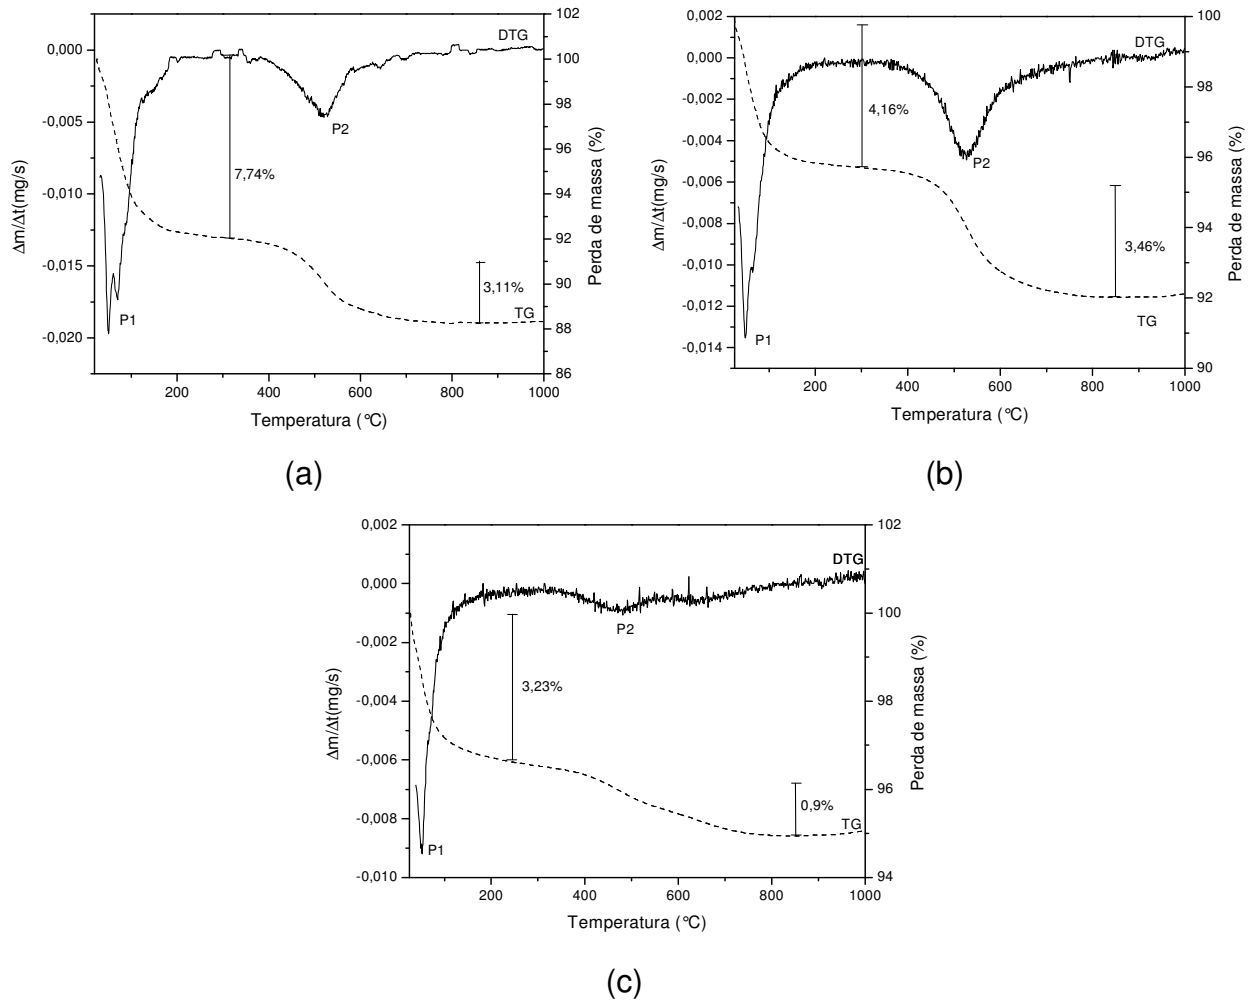 102
0,000
DTG
100
-0,005
98
P2
96
7,74%
-0,010
94
92
-0,015
90
3,11%
P1
TG
-0,020
88
86
200
400
600
800
1000
Δm/Δt(mg/s)
Perda de massa (%)
Temperatura (°C)
(a)
0,002
100
DTG
0,000
98
-0,002
4,16%
-0,004
96
P2
-0,006
-0,008
94
3,46%
-0,010
92
-0,012
TG
P1
-0,014
90
200
400
600
800
1000
Δm/Δt(mg/s)
Perda de massa (%)
Temperatura (°C)
(b)
0,002
102
DTG
0,000
100
P2
-0,002
3,23%
-0,004
98
-0,006
96
0,9%
TG
-0,008
P1
-0,010
94
200
400
600
800
1000
Δm/Δt(mg/s)
Perda de massa (%)
Temperatura (°C)
(c)